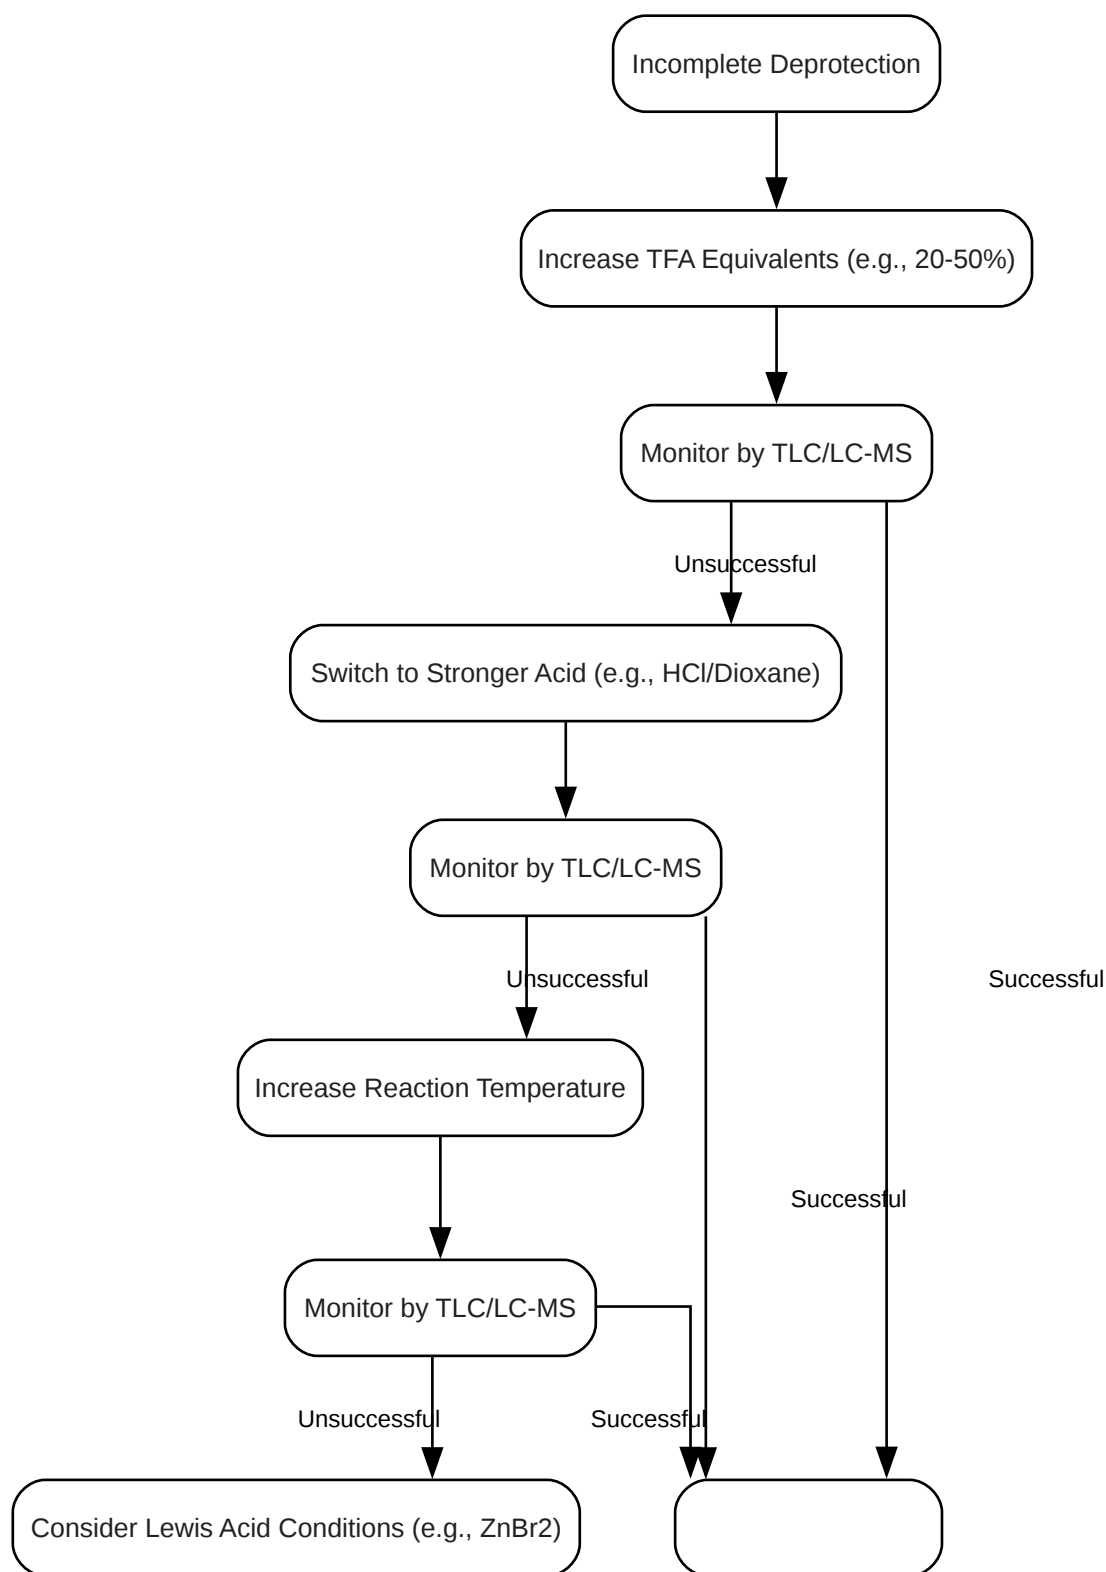 Incomplete Deprotection
Increase TFA Equivalents (e.g., 20-50%)
Monitor by TLC/LC-MS
Unsuccessful
Switch to Stronger Acid (e.g., HCl/Dioxane)
Monitor by TLC/LC-MS
Unsuccessful
Successful
Increase Reaction Temperature
Successful
Monitor by TLC/LC-MS
Unsuccessful
Successful
Consider Lewis Acid Conditions (e.g., ZnBr2)